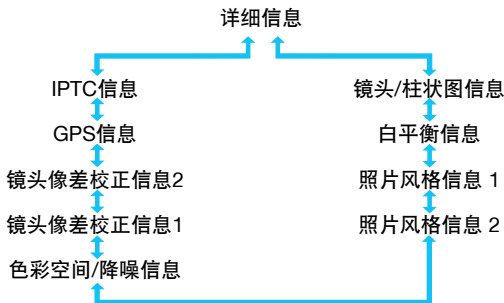 详细信息
IPTC信息
镜头/柱状图信息
GPS信息
白平衡信息
镜头像差校正信息2
照片风格信息 1
镜头像差校正信息1
照片风格信息 2
色彩空间/降噪信息